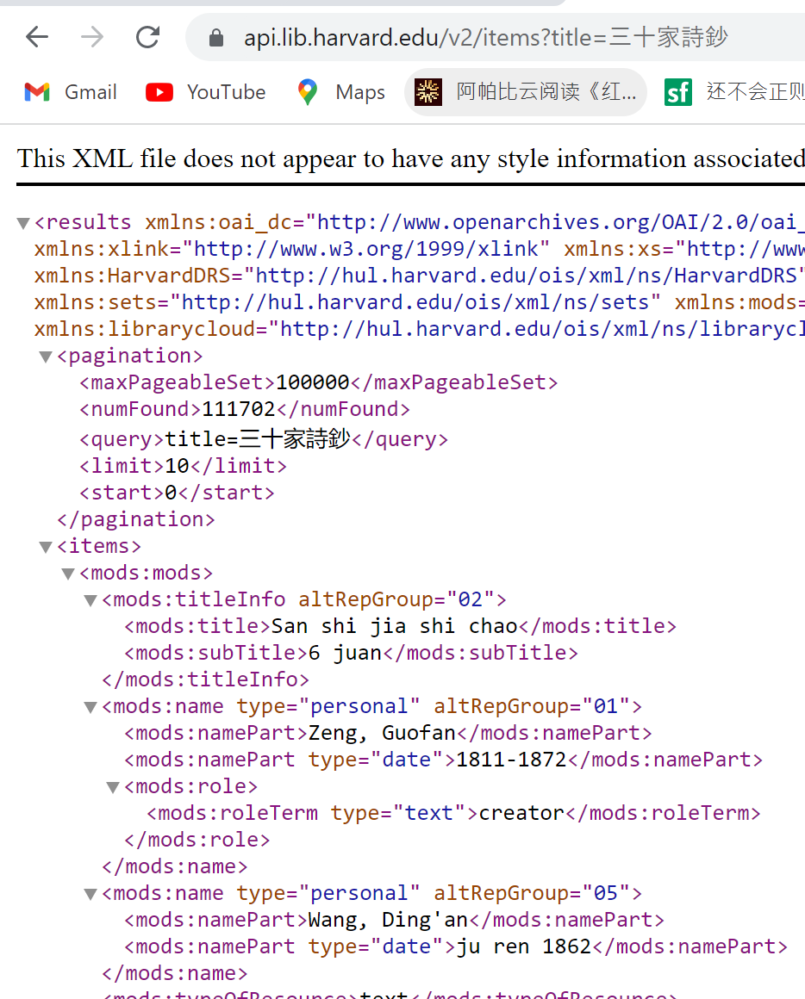 api.lib.harvard.edu/v2/items?title=三十家詩鈔
Gmail YouTube Maps 阿帕比云阅读《红... sf 还不会正则
This XML file does not appear to have any style information associated
▼<results xmlns:oai_dc="http://www.openarchives.org/OAI/2.0/oai_
xmlns:xlink="http://www.w3.org/1999/xlink" xmlns:xs="http://www
xmlns:HarvardDRS="http://hul.harvard.edu/ois/xml/ns/HarvardDRS"
xmlns:sets="http://hul.harvard.edu/ois/xml/ns/sets" xmlns:mods=
xmlns:librarycloud="http://hul.harvard.edu/ois/xml/ns/librarycl
▼<pagination>
<maxPageableSet>100000</maxPageableSet>
<numFound>111702</numFound>
<query>title=三十家詩鈔</query>
<limit>10</limit>
<start>0</start>
</pagination>
▼<items>
▼<mods:mods>
▼<mods:titleInfo altRepGroup="02">
<mods:title>San shi jia shi chao</mods:title>
<mods:subTitle>6 juan</mods:subTitle>
</mods:titleInfo>
▼<mods:name type="personal" altRepGroup="01">
<mods:namePart>Zeng, Guofan</mods:namePart>
<mods:namePart type="date">1811-1872</mods:namePart>
▼<mods:role>
<mods:roleTerm type="text">creator</mods:roleTerm>
</mods:role>
</mods:name>
▼<mods:name type="personal" altRepGroup="05">
<mods:namePart>Wang, Ding'an</mods:namePart>
<mods:namePart type="date">ju ren 1862</mods:namePart>
</mods:name>
<mods:typeOfResource>text</mods:typeOfResource>